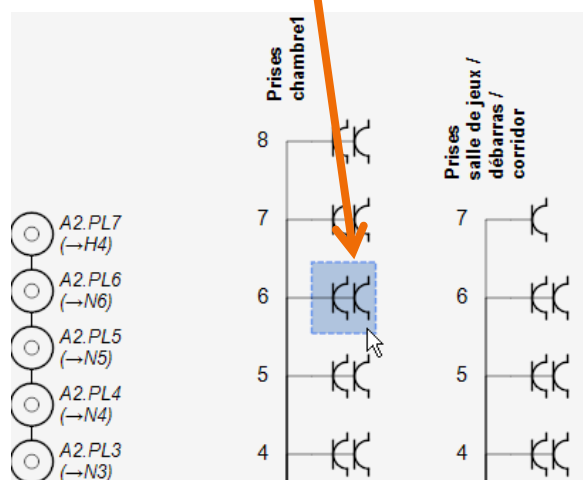 Prises
chambre1
8
7
6
5
4
Prises
salle de jeux /
débarras /
corridor
7
6
5
4
A2.PL7
(→H4)
A2.PL6
(→N6)
A2.PL5
(→N5)
A2.PL4
(→N4)
A2.PL3
(→N3)